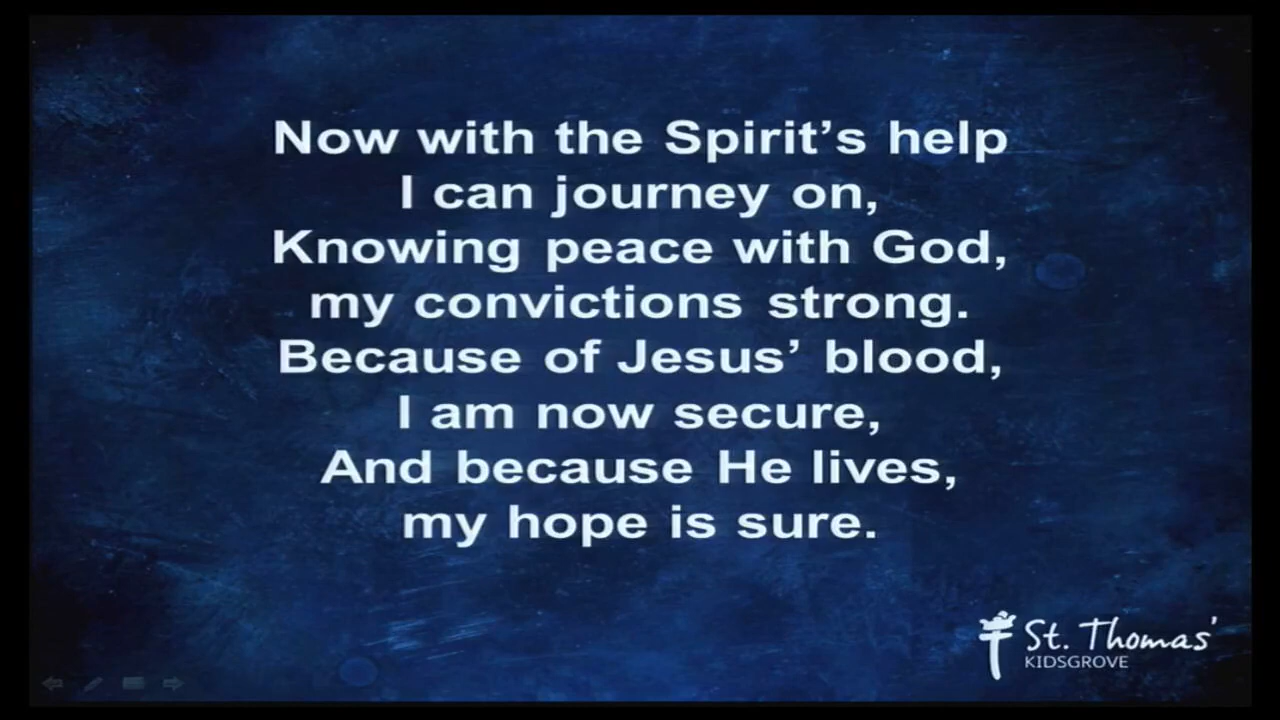 Now with the Spirit’s help
I can journey on,
Knowing peace with God,
my convictions strong.
Because of Jesus’ blood,
I am now secure,
And because He lives,
my hope is sure.
St. Thomas'
KIDSGROVE